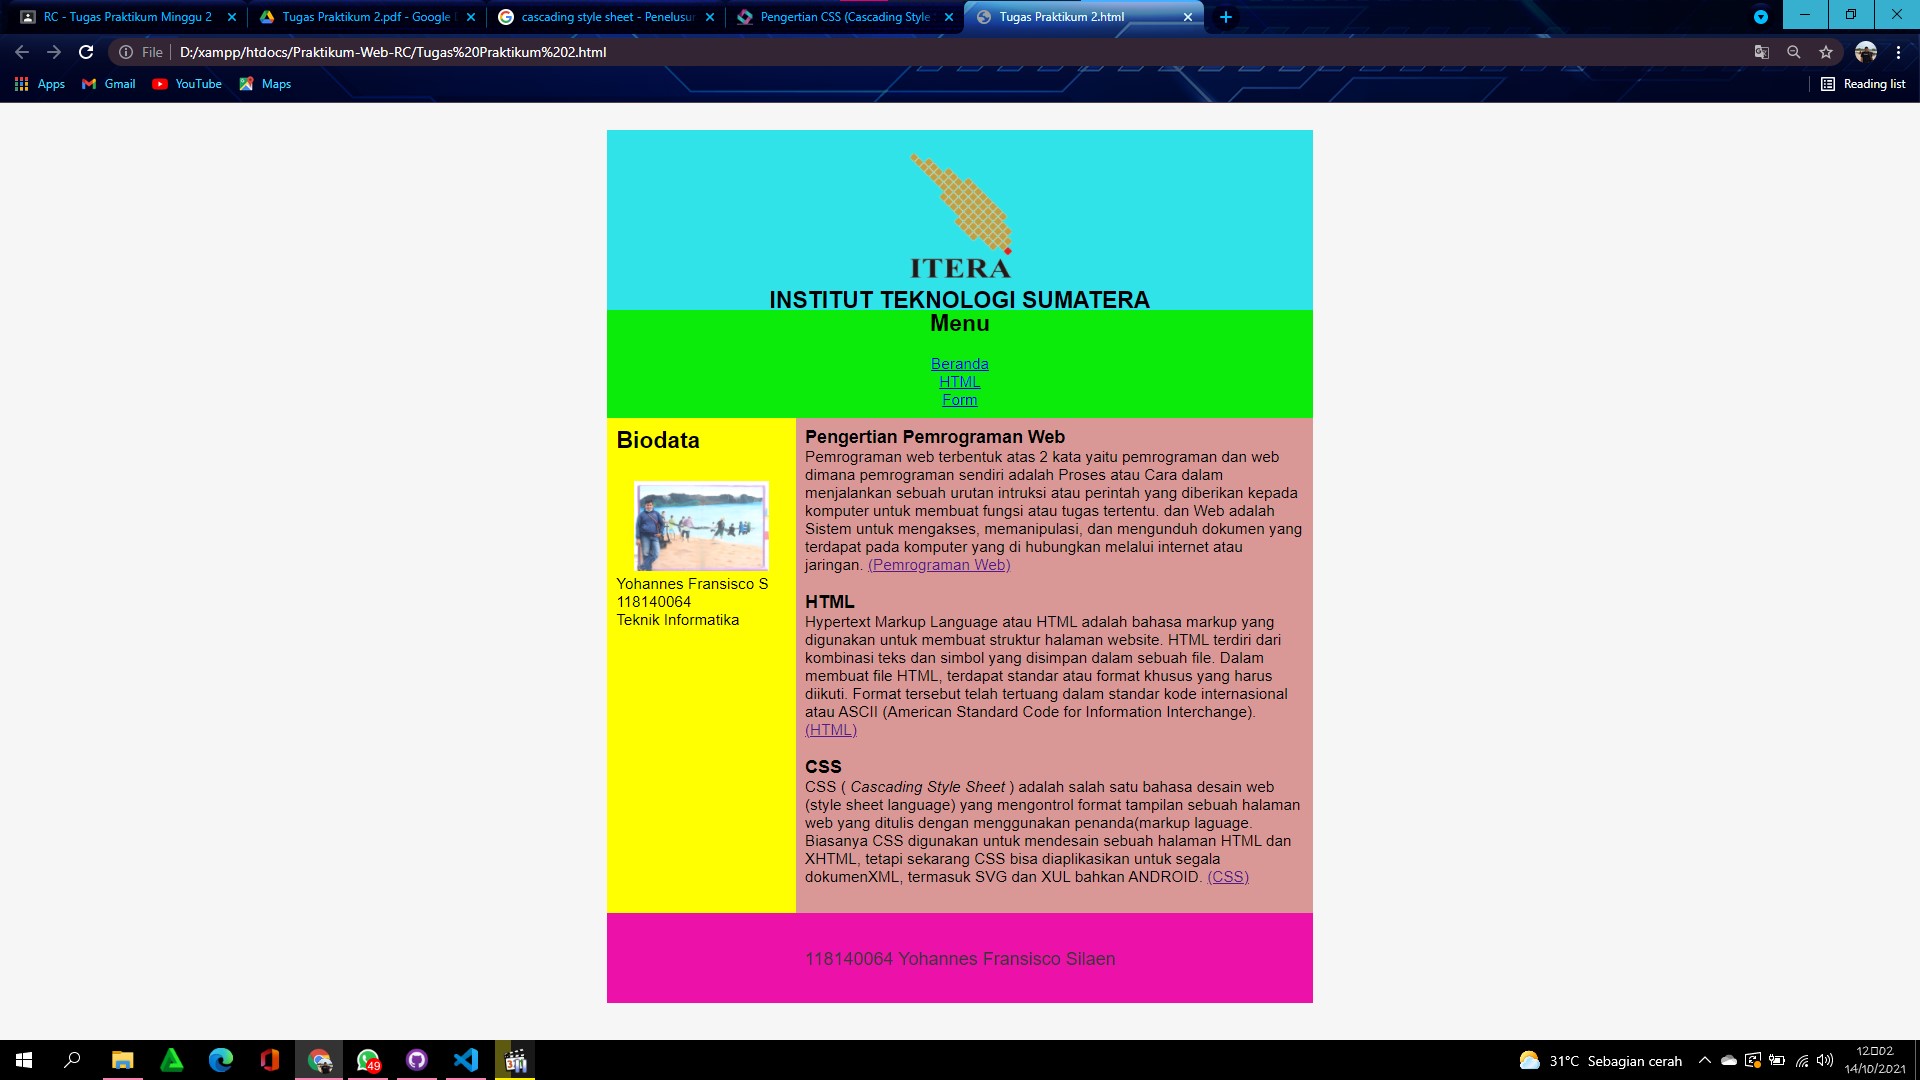 RC - Tugas Praktikum Minggu 2
Tugas Praktikum 2.pdf - Google
cascading style sheet - Penelusur
Pengertian CSS (Cascading Style
Tugas Praktikum 2.html
File
D:/xampp/htdocs/Praktikum-Web-RC/Tugas%20Praktikum%202.html
Apps
Gmail
YouTube
Maps
Reading list
ITERA
INSTITUT TEKNOLOGI SUMATERA
Menu
Beranda
HTML
Form
Biodata
Yohannes Fransisco S
118140064
Teknik Informatika
Pengertian Pemrograman Web
Pemrograman web terbentuk atas 2 kata yaitu pemrograman dan web
dimana pemrograman sendiri adalah Proses atau Cara dalam
menjalankan sebuah urutan intruksi atau perintah yang diberikan kepada
komputer untuk membuat fungsi atau tugas tertentu. dan Web adalah
Sistem untuk mengakses, memanipulasi, dan mengunduh dokumen yang
terdapat pada komputer yang di hubungkan melalui internet atau
jaringan. (Pemrograman Web)
HTML
Hypertext Markup Language atau HTML adalah bahasa markup yang
digunakan untuk membuat struktur halaman website. HTML terdiri dari
kombinasi teks dan simbol yang disimpan dalam sebuah file. Dalam
membuat file HTML, terdapat standar atau format khusus yang harus
diikuti. Format tersebut telah tertuang dalam standar kode internasional
atau ASCII (American Standard Code for Information Interchange).
(HTML)
CSS
CSS ( Cascading Style Sheet ) adalah salah satu bahasa desain web
(style sheet language) yang mengontrol format tampilan sebuah halaman
web yang ditulis dengan menggunakan penanda(markup laguage.
Biasanya CSS digunakan untuk mendesain sebuah halaman HTML dan
XHTML, tetapi sekarang CSS bisa diaplikasikan untuk segala
dokumenXML, termasuk SVG dan XUL bahkan ANDROID. (CSS)
118140064 Yohannes Fransisco Silaen
49
31°C Sebagian cerah
12□02
14/10/2021